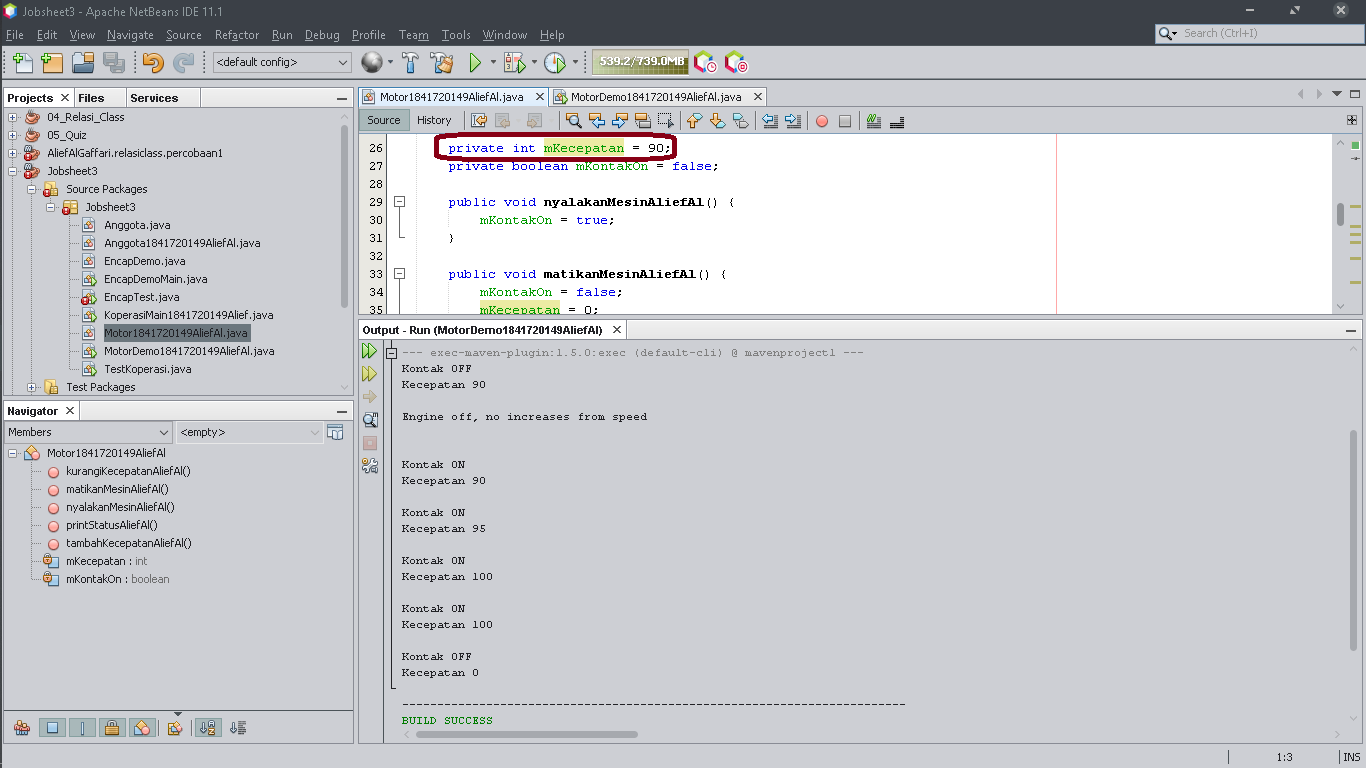 Jobsheet3 - Apache NetBeans IDE 11.1
File Edit View Navigate Source Refactor Run Debug Profile Team Tools Window Help
Search (Ctrl+I)
<default config>
539.2/739.0MB
Projects Files Services
04_Relasi_Class
05_Quiz
AliefAlGaffari.relasiclass.percobaan1
Jobsheet3
Source Packages
Jobsheet3
Anggota.java
Anggota1841720149AliefAl.java
EncapDemo.java
EncapDemoMain.java
EncapTest.java
KoperasiMain1841720149Alief.java
Motor1841720149AliefAl.java
MotorDemo1841720149AliefAl.java
TestKoperasi.java
Test Packages
Navigator
Members <empty>
Motor1841720149AliefAl
kurangiKecepatanAliefAl()
matikanMesinAliefAl()
nyalakanMesinAliefAl()
printStatusAliefAl()
tambahKecepatanAliefAl()
mKecepatan : int
mKontakOn : boolean
Motor1841720149AliefAl.java MotorDemo1841720149AliefAl.java
Source History
26 private int mKecepatan = 90;
27 private boolean mKontakOn = false;
28
29 public void nyalakanMesinAliefAl() {
30 mKontakOn = true;
31 }
32
33 public void matikanMesinAliefAl() {
34 mKontakOn = false;
35 mKecepatan = 0;
Output - Run (MotorDemo1841720149AliefAl)
--- exec-maven-plugin:1.5.0:exec (default-cli) @ mavenproject1 ---
Kontak OFF
Kecepatan 90
Engine off, no increases from speed
Kontak ON
Kecepatan 90
Kontak ON
Kecepatan 95
Kontak ON
Kecepatan 100
Kontak ON
Kecepatan 100
Kontak OFF
Kecepatan 0
------------------------------------------------------------------------
BUILD SUCCESS
1:3 INS